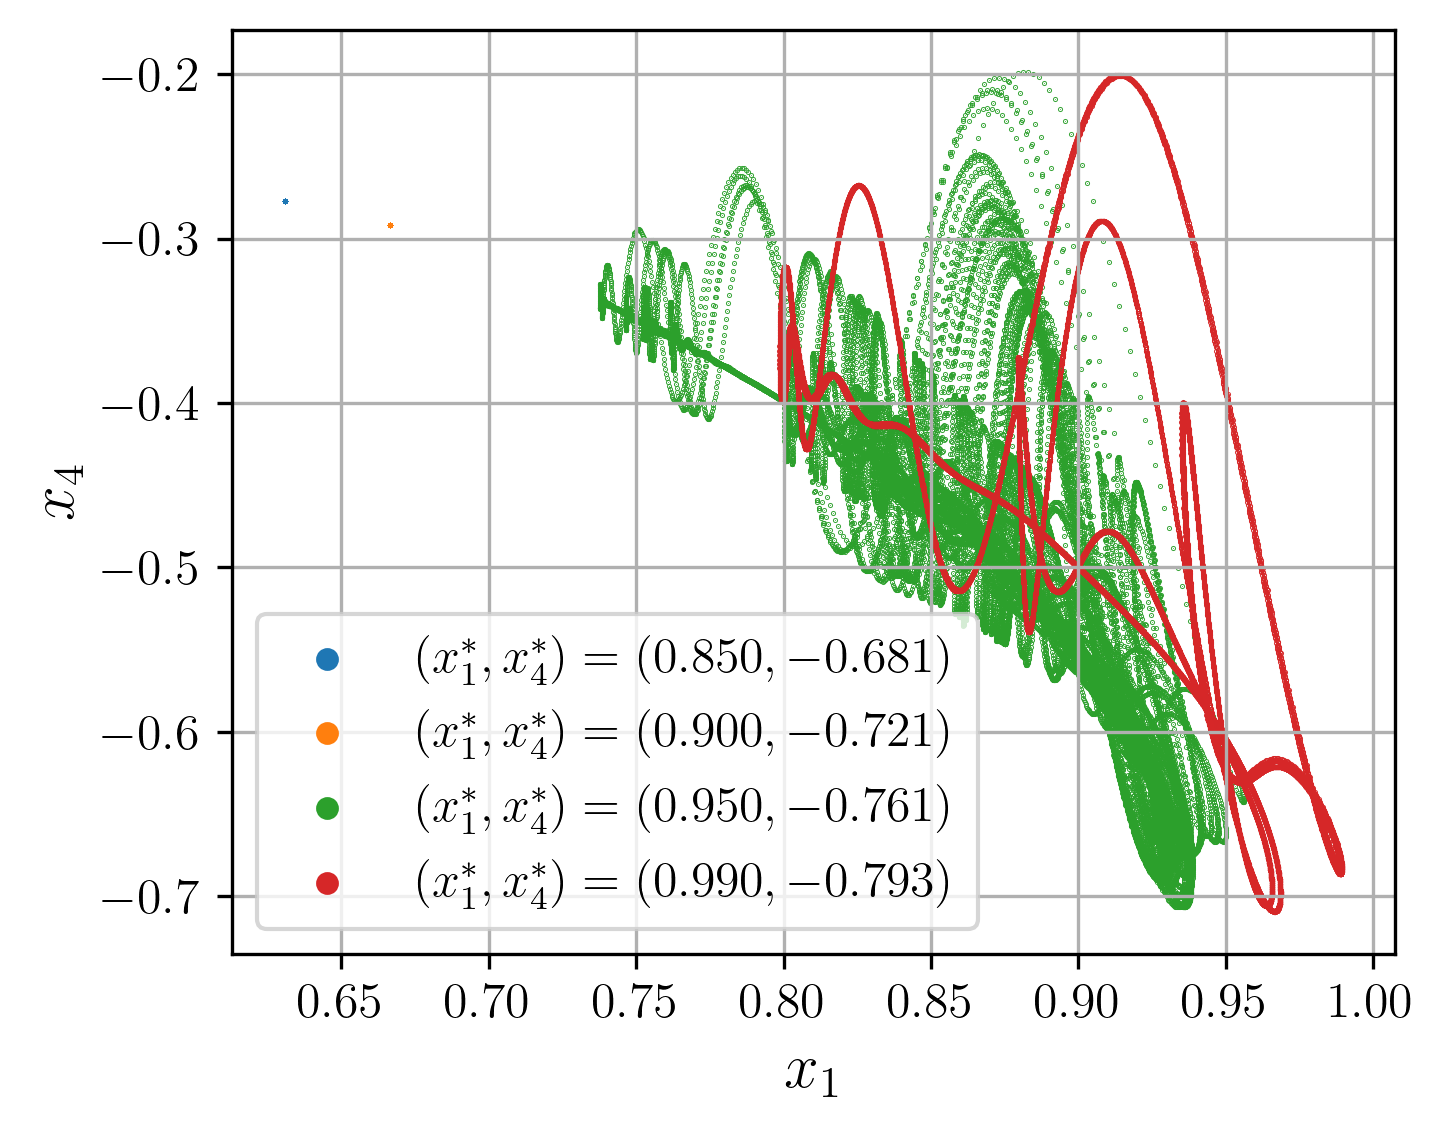 −0.2
−0.3
−0.4
−0.5
−0.6
−0.7
x₄
(x₁*, x₄*) = (0.850, −0.681)
(x₁*, x₄*) = (0.900, −0.721)
(x₁*, x₄*) = (0.950, −0.761)
(x₁*, x₄*) = (0.990, −0.793)
0.65 0.70 0.75 0.80 0.85 0.90 0.95 1.00
x₁